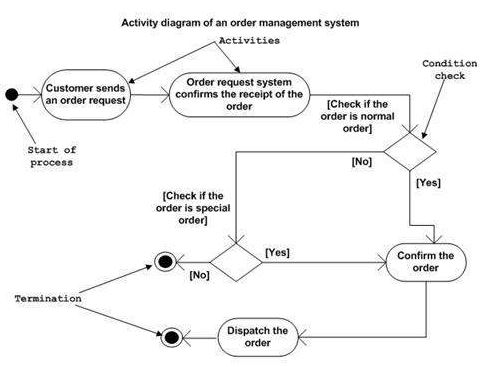 Activity diagram of an order management system
Activities
Condition
check
Customer sends
an order request
Order request system
confirms the receipt of the
order
[Check if the
order is normal
order]
Start of
process
[No]
[Yes]
[Check if the
order is special
order]
[Yes]
[No]
Confirm the
order
Termination
Dispatch the
order